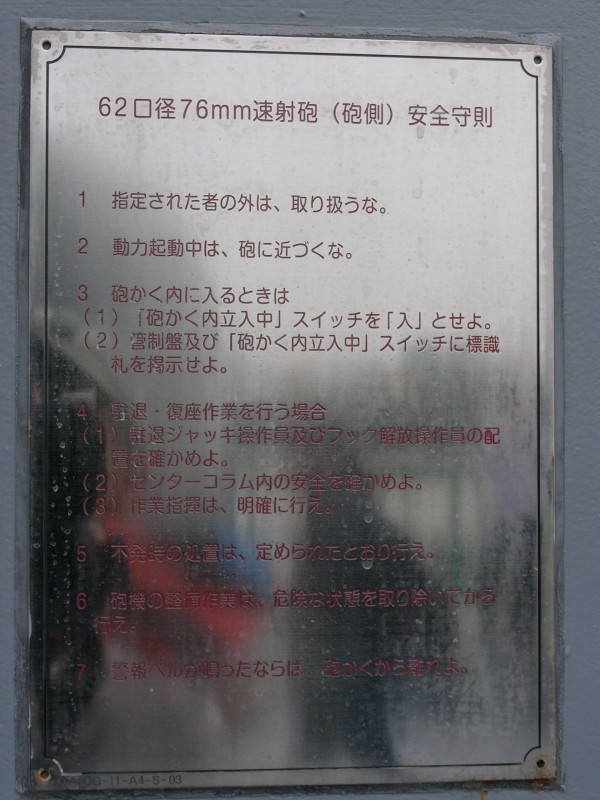 62口径76mm速射砲（砲側）安全守則
1　指定された者の外は、取り扱うな。
2　動力起動中は、砲に近づくな。
3　砲かく内に入るときは
（1）「砲かく内立入中」スイッチを「入」とせよ。
（2）管制盤及び「砲かく内立入中」スイッチに標識
札を掲示せよ。
4　駐退・復座作業を行う場合
（1）駐退ジャッキ操作員及びフック解放操作員の配
置を確かめよ。
（2）センターコラム内の安全を確かめよ。
（3）作業指揮は、明確に行え。
5　不発時の処置は、定められたとおり行え。
6　砲機の整備作業は、危険な状態を取り除いてから
行え。
7　警報ベルが鳴ったならば、砲かくから離れよ。
OG-11-A4-S-03